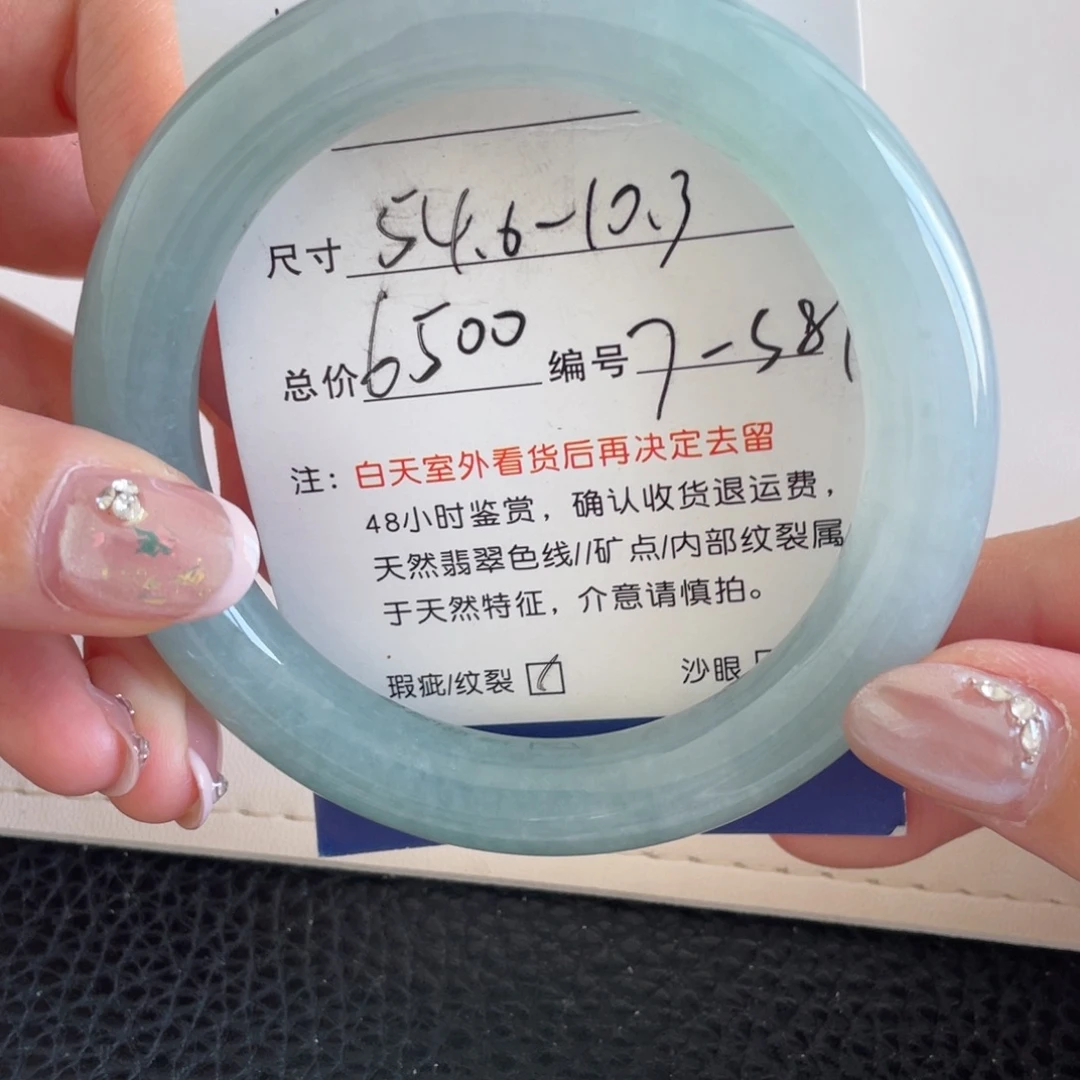 尺寸 54.6-10.3
总价 6500 编号 7-581
注：白天室外看货后再决定去留
48小时鉴赏，确认收货退运费，
天然翡翠色线//矿点/内部纹裂属
于天然特征，介意请慎拍。
瑕疵/纹裂 沙眼